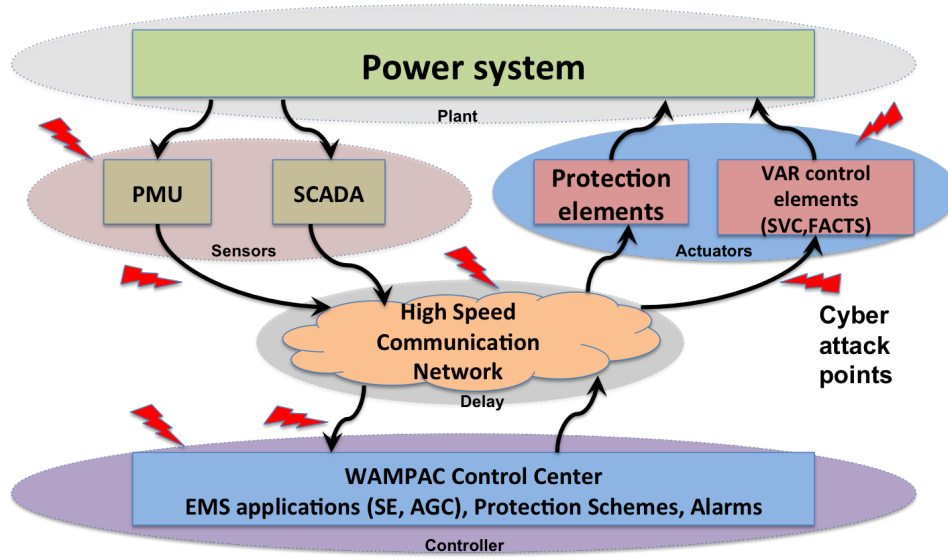 Power system
Plant
PMU
SCADA
Sensors
Protection
elements
VAR control
elements
(SVC,FACTS)
Actuators
High Speed
Communication
Network
Delay
Cyber
attack
points
WAMPAC Control Center
EMS applications (SE, AGC), Protection Schemes, Alarms
Controller